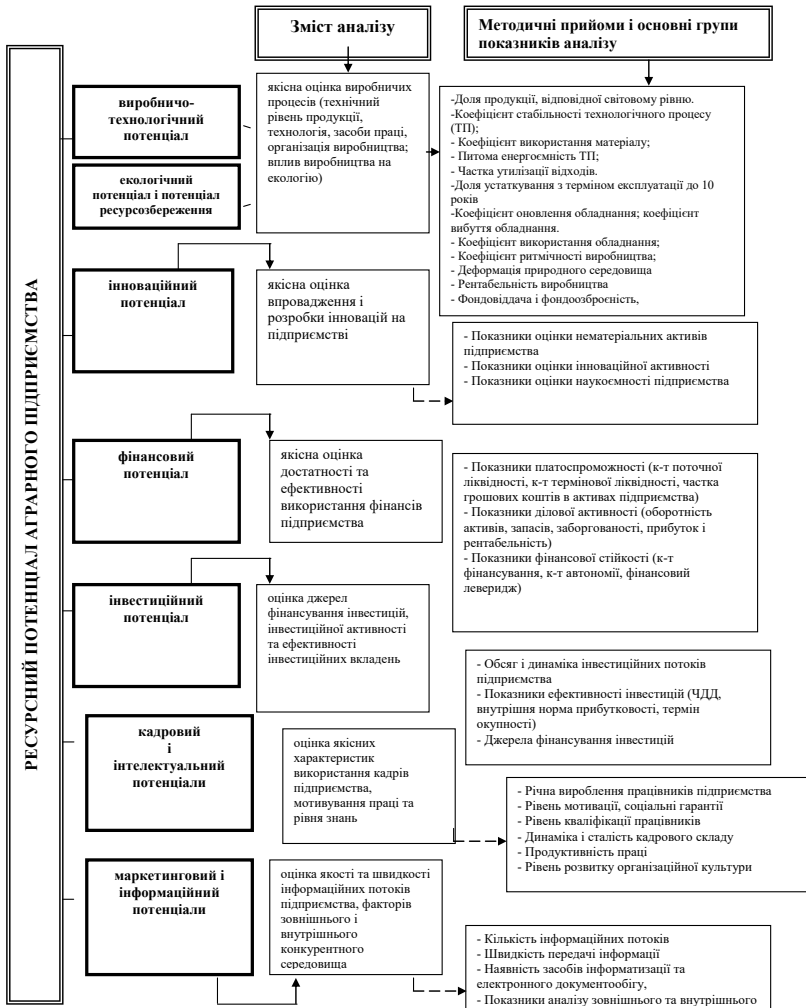 Зміст аналізу
Методичні прийоми і основні групи
показників аналізу
РЕСУРСНИЙ ПОТЕНЦІАЛ АГРАРНОГО ПІДПРИЄМСТВА
виробничо-
технологічний
потенціал
екологічний
потенціал і потенціал
ресурсозбереження
якісна оцінка виробничих
процесів (технічний
рівень продукції,
технологія, засоби праці,
організація виробництва;
вплив виробництва на
екологію)
-Доля продукції, відповідної світовому рівню.
-Коефіцієнт стабільності технологічного процесу
(ТП);
- Коефіцієнт використання матеріалу;
- Питома енергоємність ТП;
- Частка утилізації відходів.
-Доля устаткування з терміном експлуатації до 10
років
-Коефіцієнт оновлення обладнання; коефіцієнт
вибуття обладнання.
- Коефіцієнт використання обладнання;
- Коефіцієнт ритмічності виробництва;
- Деформація природного середовища
- Рентабельність виробництва
- Фондовіддача і фондоозброєність,
інноваційний
потенціал
якісна оцінка
впровадження і
розробки інновацій на
підприємстві
- Показники оцінки нематеріальних активів
підприємства
- Показники оцінки інноваційної активності
- Показники оцінки наукоємності підприємства
фінансовий
потенціал
якісна оцінка
достатності та
ефективності
використання фінансів
підприємства
- Показники платоспроможності (к-т поточної
ліквідності, к-т термінової ліквідності, частка
грошових коштів в активах підприємства)
- Показники ділової активності (оборотність
активів, запасів, заборгованості, прибуток і
рентабельність)
- Показники фінансової стійкості (к-т
фінансування, к-т автономії, фінансовий
леверидж)
інвестиційний
потенціал
оцінка джерел
фінансування інвестицій,
інвестиційної активності
та ефективності
інвестиційних вкладень
- Обсяг і динаміка інвестиційних потоків
підприємства
- Показники ефективності інвестицій (ЧДД,
внутрішня норма прибутковості, термін
окупності)
- Джерела фінансування інвестицій
кадровий
і
інтелектуальний
потенціали
оцінка якісних
характеристик
використання кадрів
підприємства,
мотивування праці та
рівня знань
- Річна вироблення працівників підприємства
- Рівень мотивації, соціальні гарантії
- Рівень кваліфікації працівників
- Динаміка і сталість кадрового складу
- Продуктивність праці
- Рівень розвитку організаційної культури
маркетинговий і
інформаційний
потенціали
оцінка якості та швидкості
інформаційних потоків
підприємства, факторів
зовнішнього і
внутрішнього
конкурентного
середовища
- Кількість інформаційних потоків
- Швидкість передачі інформації
- Наявність засобів інформатизації та
електронного документообігу,
- Показники аналізу зовнішнього та внутрішнього